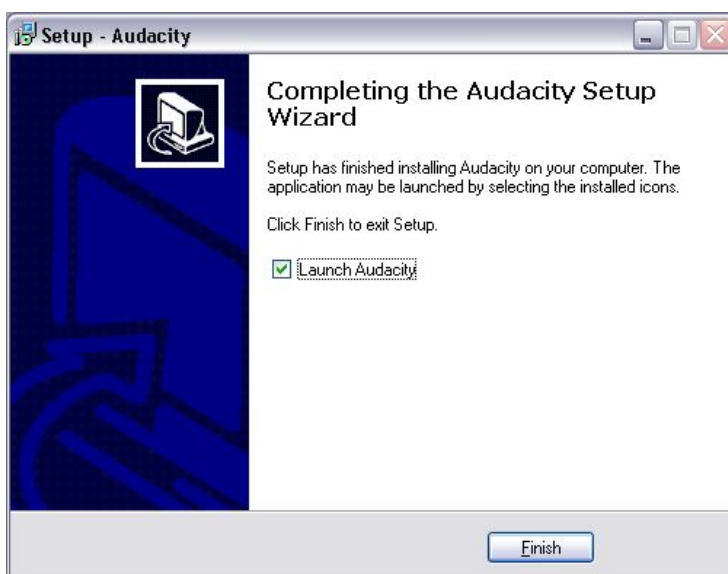 Setup - Audacity
Completing the Audacity Setup
Wizard
Setup has finished installing Audacity on your computer. The
application may be launched by selecting the installed icons.
Click Finish to exit Setup.
Launch Audacity
Finish